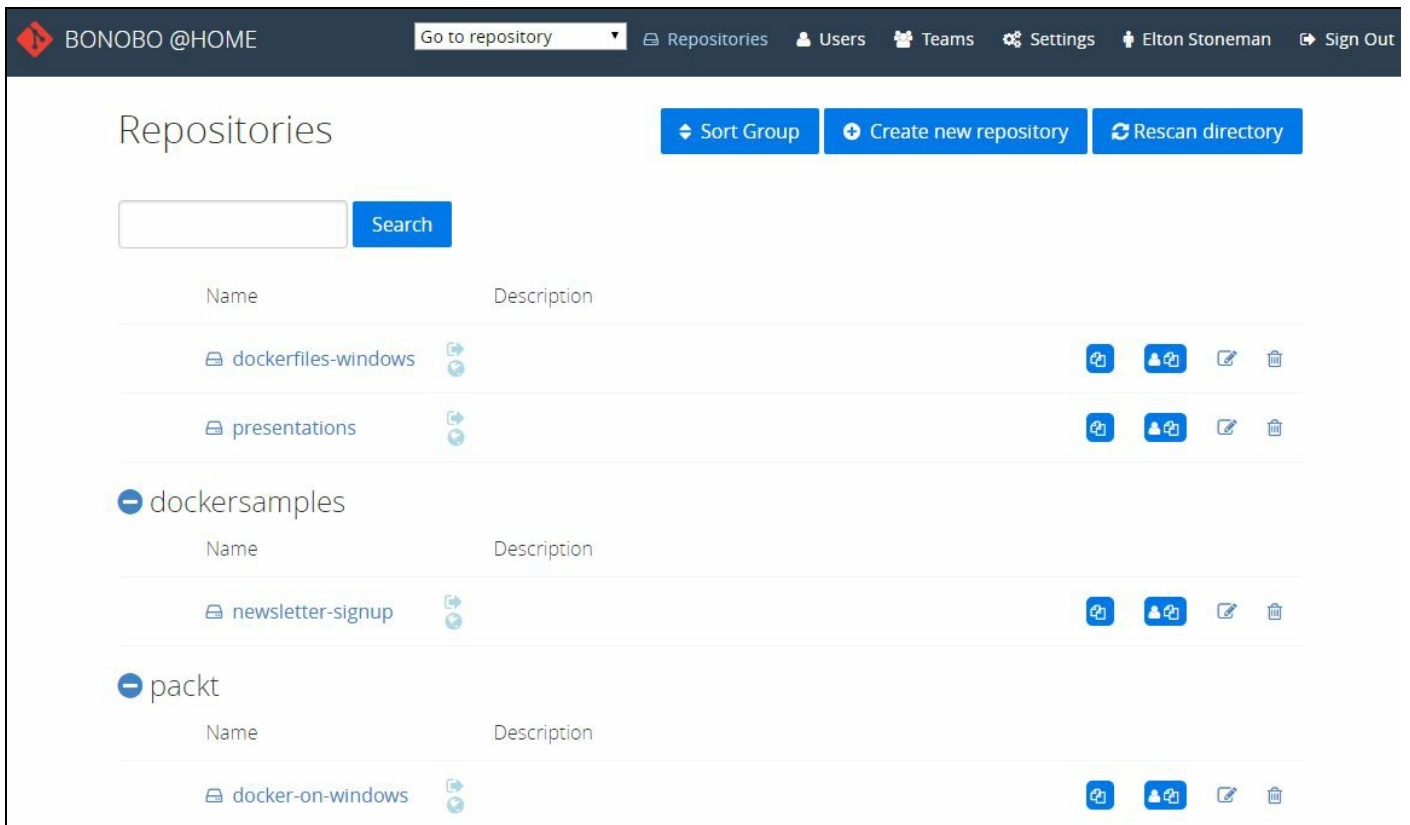 BONOBO @HOME Go to repository Repositories Users Teams Settings Elton Stoneman Sign Out
Repositories Sort Group Create new repository Rescan directory
Search
Name Description
dockerfiles-windows
presentations
dockersamples
Name Description
newsletter-signup
packt
Name Description
docker-on-windows